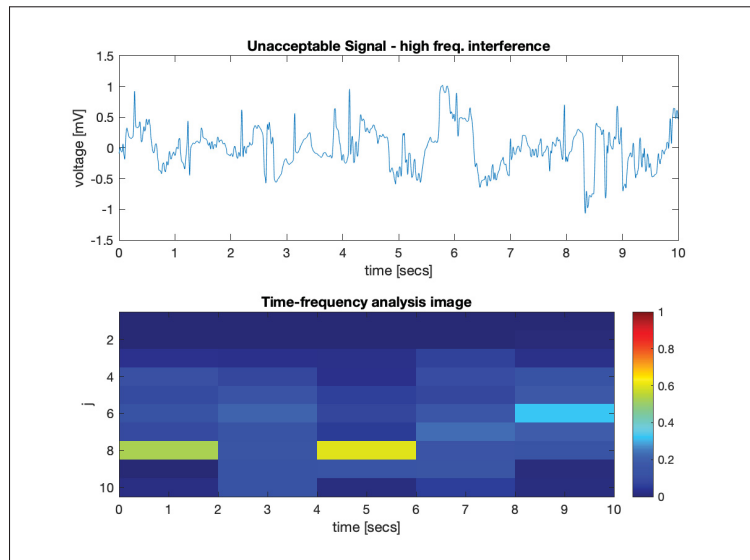 Unacceptable Signal - high freq. interference
1.5
1
0.5
0
-0.5
-1
-1.5
voltage [mV]
0 1 2 3 4 5 6 7 8 9 10
time [secs]
Time-frequency analysis image
2
4
6
8
10
j
0 1 2 3 4 5 6 7 8 9 10
time [secs]
1
0.8
0.6
0.4
0.2
0